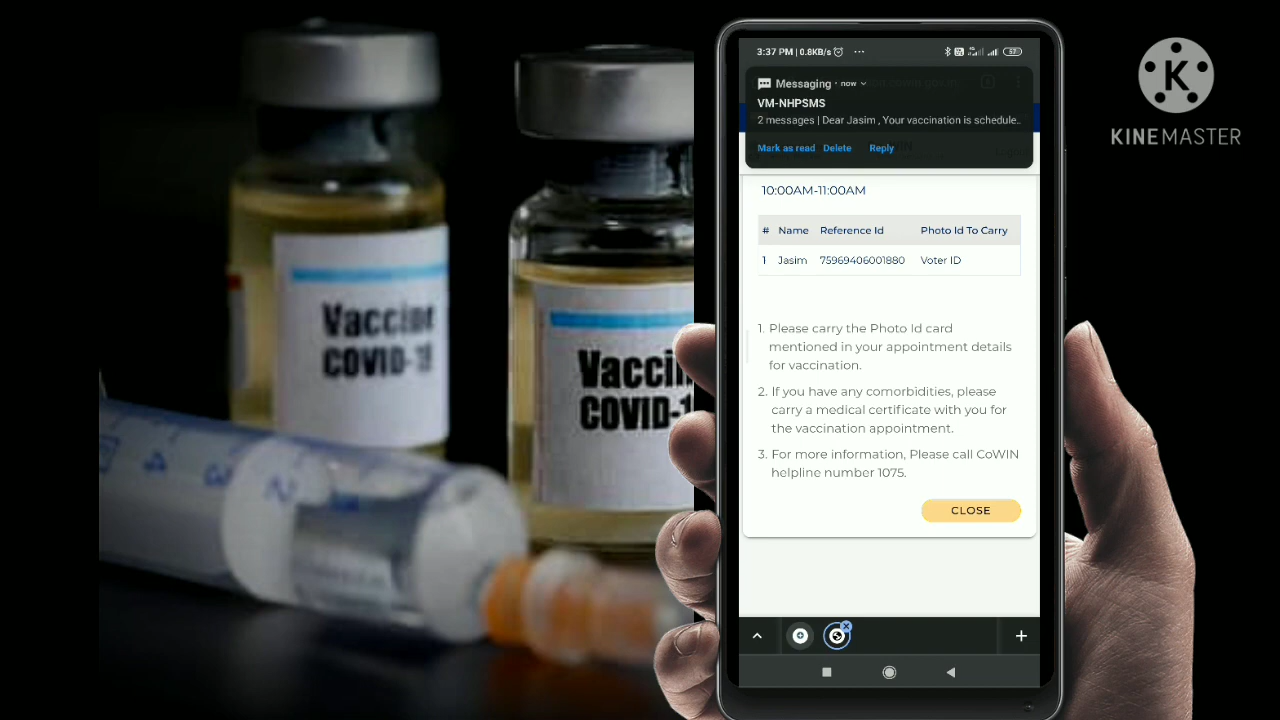 Vaccine
COVID-1
Vaccin
COVID-1
3:37 PM | 0.8KB/s
Messaging · now
VM-NHPSMS
2 messages | Dear Jasim , Your vaccination is schedule..
Mark as read Delete Reply
10:00AM-11:00AM
# Name Reference Id Photo Id To Carry
1 Jasim 75969406001880 Voter ID
1. Please carry the Photo Id card
mentioned in your appointment details
for vaccination.
2. If you have any comorbidities, please
carry a medical certificate with you for
the vaccination appointment.
3. For more information, Please call CoWIN
helpline number 1075.
CLOSE
K
KINEMASTER